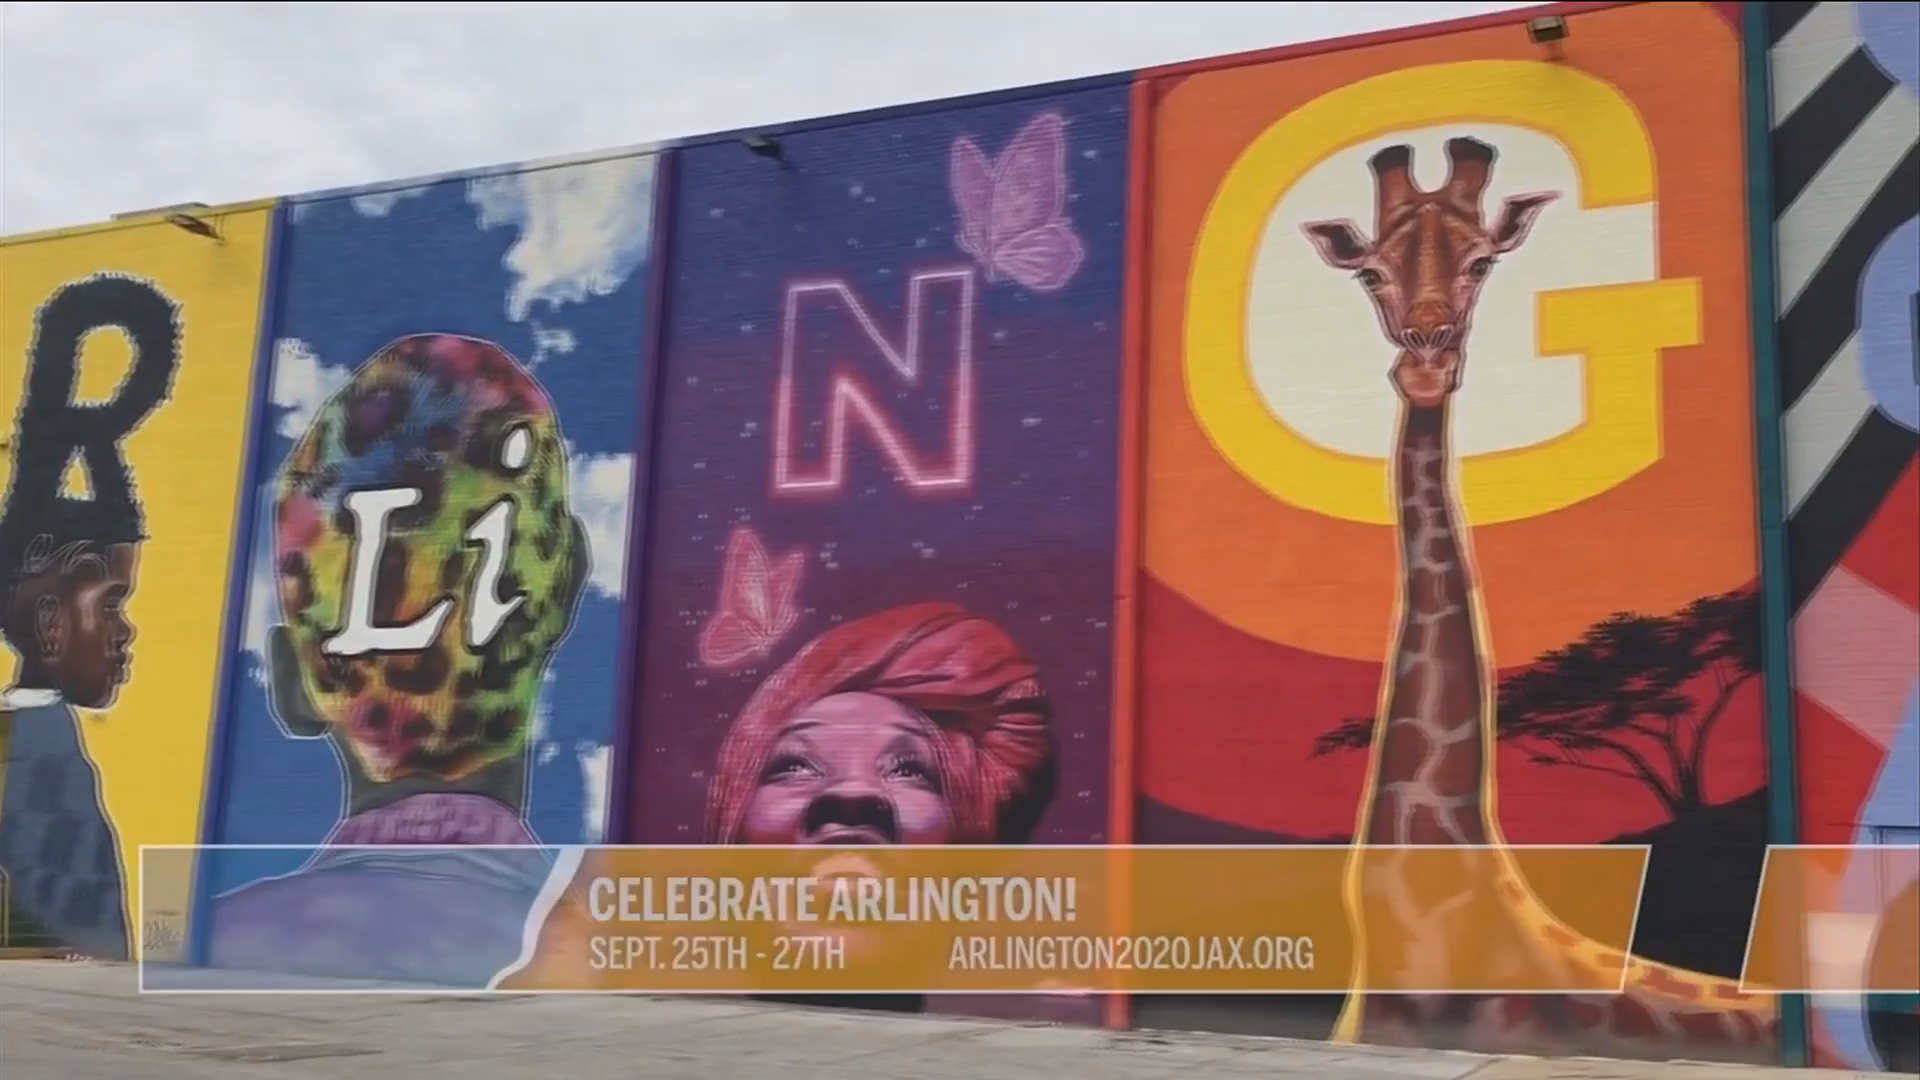 R
Li
N
G
CELEBRATE ARLINGTON!
SEPT. 25TH - 27TH ARLINGTON2020JAX.ORG